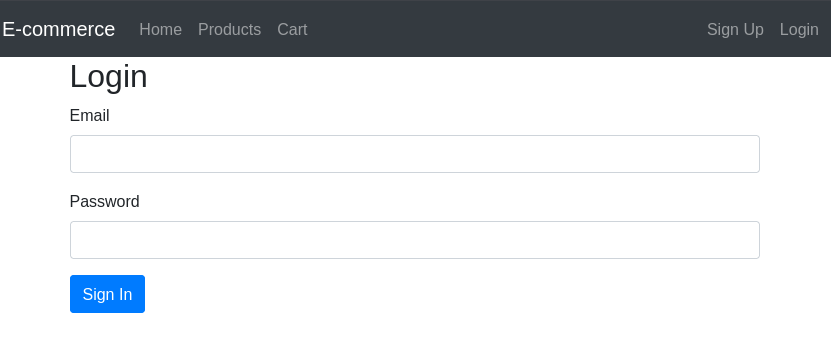 E-commerce Home Products Cart Sign Up Login
Login
Email
Password
Sign In